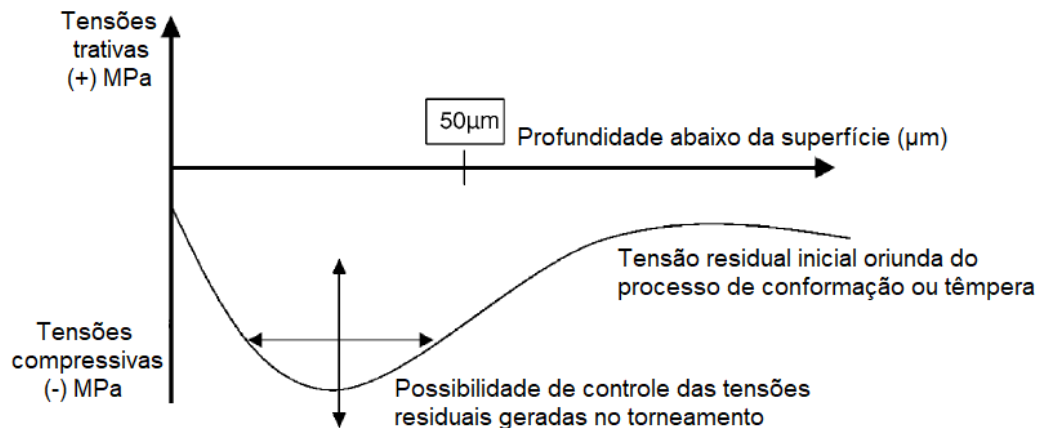 Tensões
trativas
(+) MPa
50µm
Profundidade abaixo da superfície (µm)
Tensão residual inicial oriunda do
processo de conformação ou têmpera
Tensões
compressivas
(-) MPa
Possibilidade de controle das tensões
residuais geradas no torneamento